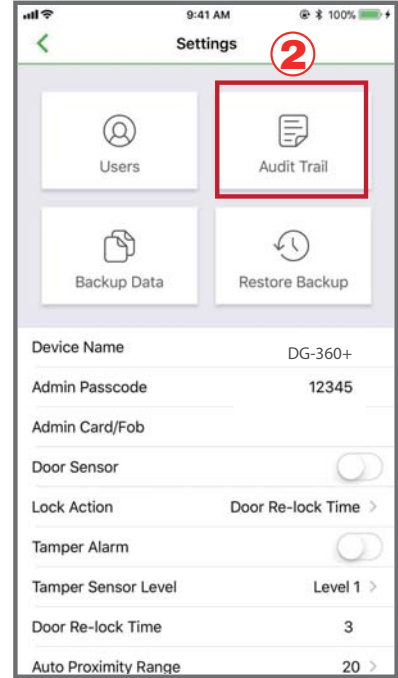 9:41 AM 100%
Settings
2
Users Audit Trail
Backup Data Restore Backup
Device Name DG-360+
Admin Passcode 12345
Admin Card/Fob
Door Sensor
Lock Action Door Re-lock Time >
Tamper Alarm
Tamper Sensor Level Level 1 >
Door Re-lock Time 3
Auto Proximity Range 20 >